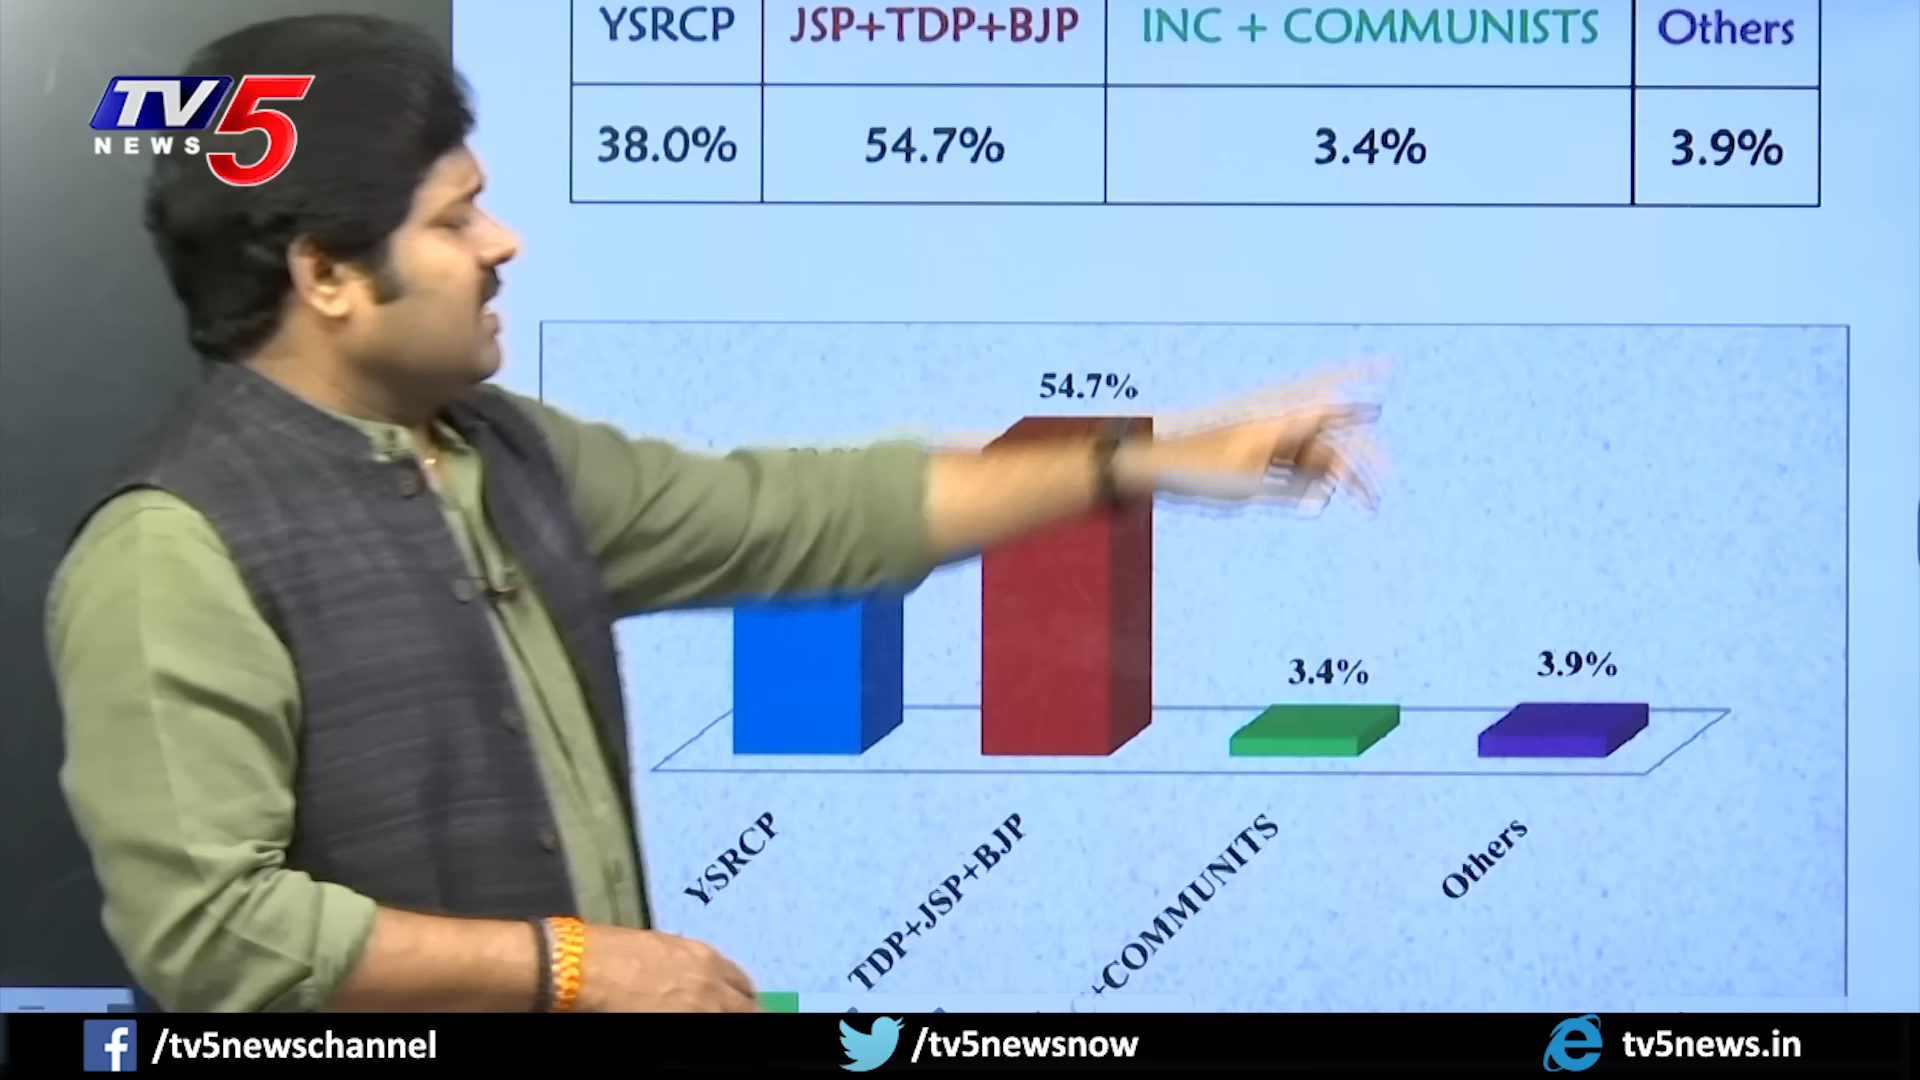 YSRCP JSP+TDP+BJP INC + COMMUNISTS Others
38.0% 54.7% 3.4% 3.9%
TV5
NEWS
54.7%
3.4%
3.9%
YSRCP
TDP+JSP+BJP
+COMMUNITS
Others
/tv5newschannel
/tv5newsnow
tv5news.in